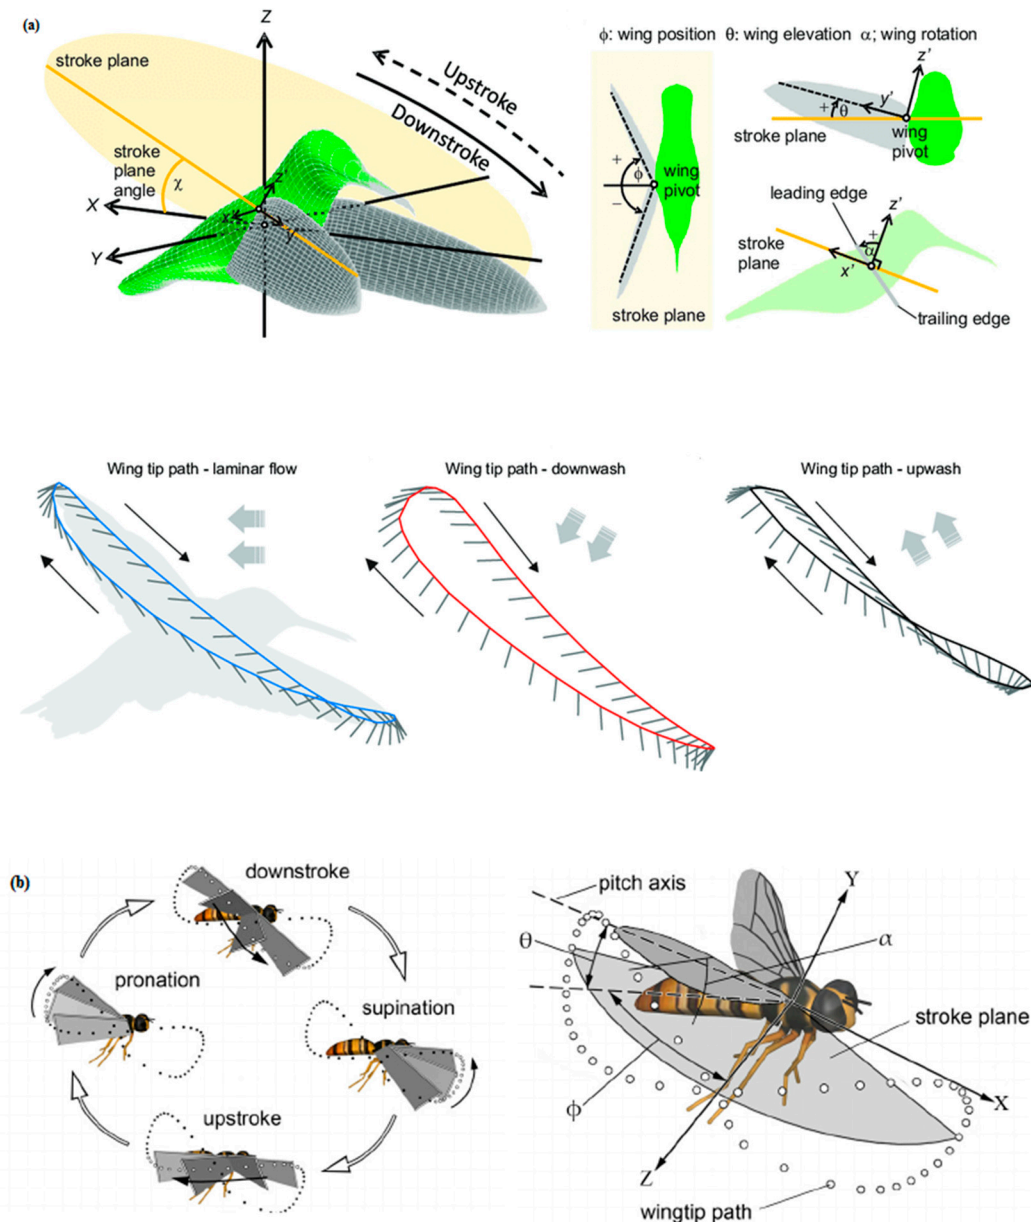 (a)
Z
stroke plane
Upstroke
Downstroke
stroke
plane
angle
χ
z'
X
x'
y'
Y
ϕ: wing position θ: wing elevation α; wing rotation
z'
y'
+
θ
stroke plane
wing
pivot
+
ϕ
−
wing
pivot
stroke plane
leading edge
z'
+
α
stroke
plane
x'
trailing edge
Wing tip path - laminar flow
Wing tip path - downwash
Wing tip path - upwash
(b)
downstroke
pronation
supination
upstroke
pitch axis
Y
θ
α
stroke plane
ϕ
X
Z
wingtip path